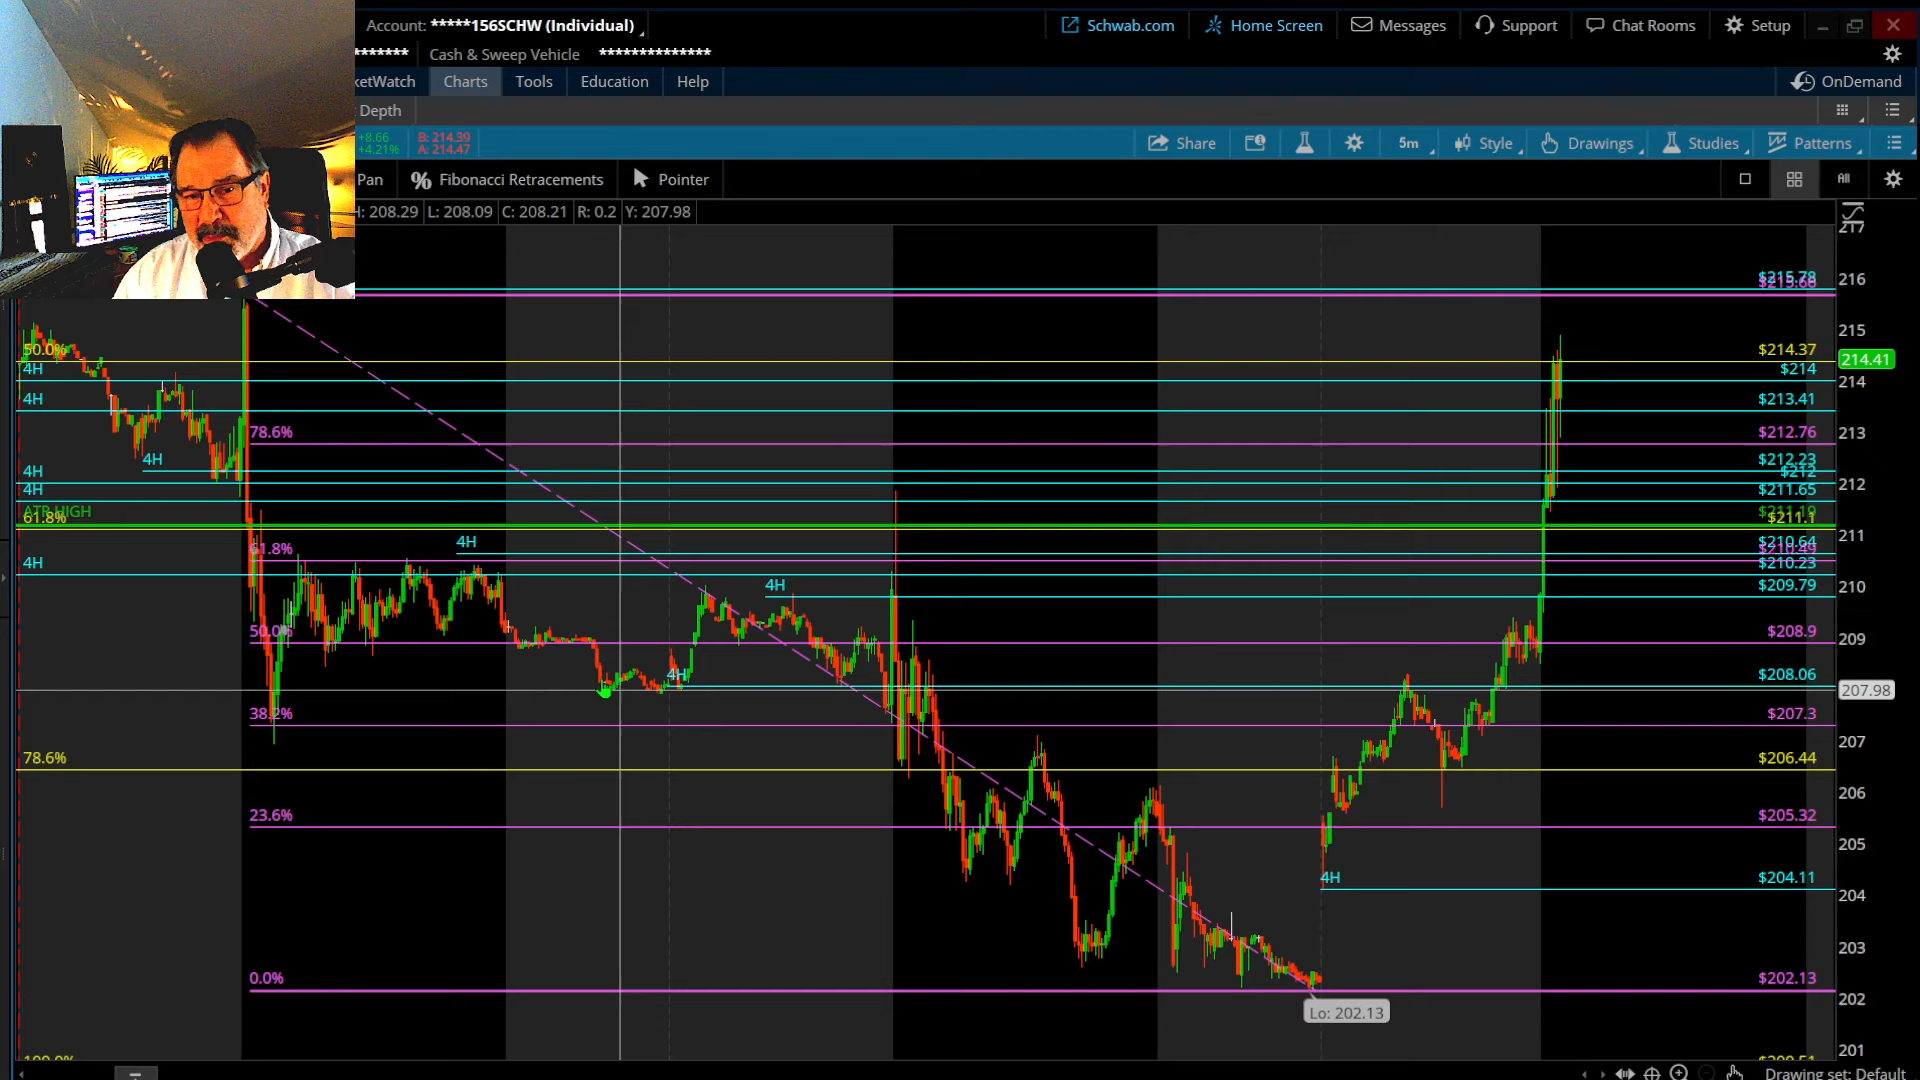 Account: *****156SCHW (Individual)
Schwab.com
Home Screen
Messages
Support
Chat Rooms
Setup
******* Cash & Sweep Vehicle **************
ketWatch
Charts
Tools
Education
Help
OnDemand
Depth
+8.66
+4.21%
B: 214.39
A: 214.47
Share
5m
Style
Drawings
Studies
Patterns
Pan
% Fibonacci Retracements
Pointer
All
H: 208.29 L: 208.09 C: 208.21 R: 0.2 Y: 207.98
217
$215.78
216
215
50.0%
$214.37
214.41
4H
$214
214
4H
$213.41
78.6%
$212.76
213
4H
$212.23
4H
$212
212
4H
$211.65
ATR HIGH
$211.19
61.8%
$211.1
211
4H
$210.64
61.8%
$210.49
4H
$210.23
4H
$209.79
210
50.0%
$208.9
209
4H
$208.06
207.98
38.2%
$207.3
207
78.6%
$206.44
206
23.6%
$205.32
205
4H
$204.11
204
203
0.0%
$202.13
202
Lo: 202.13
201
Drawing set: Default